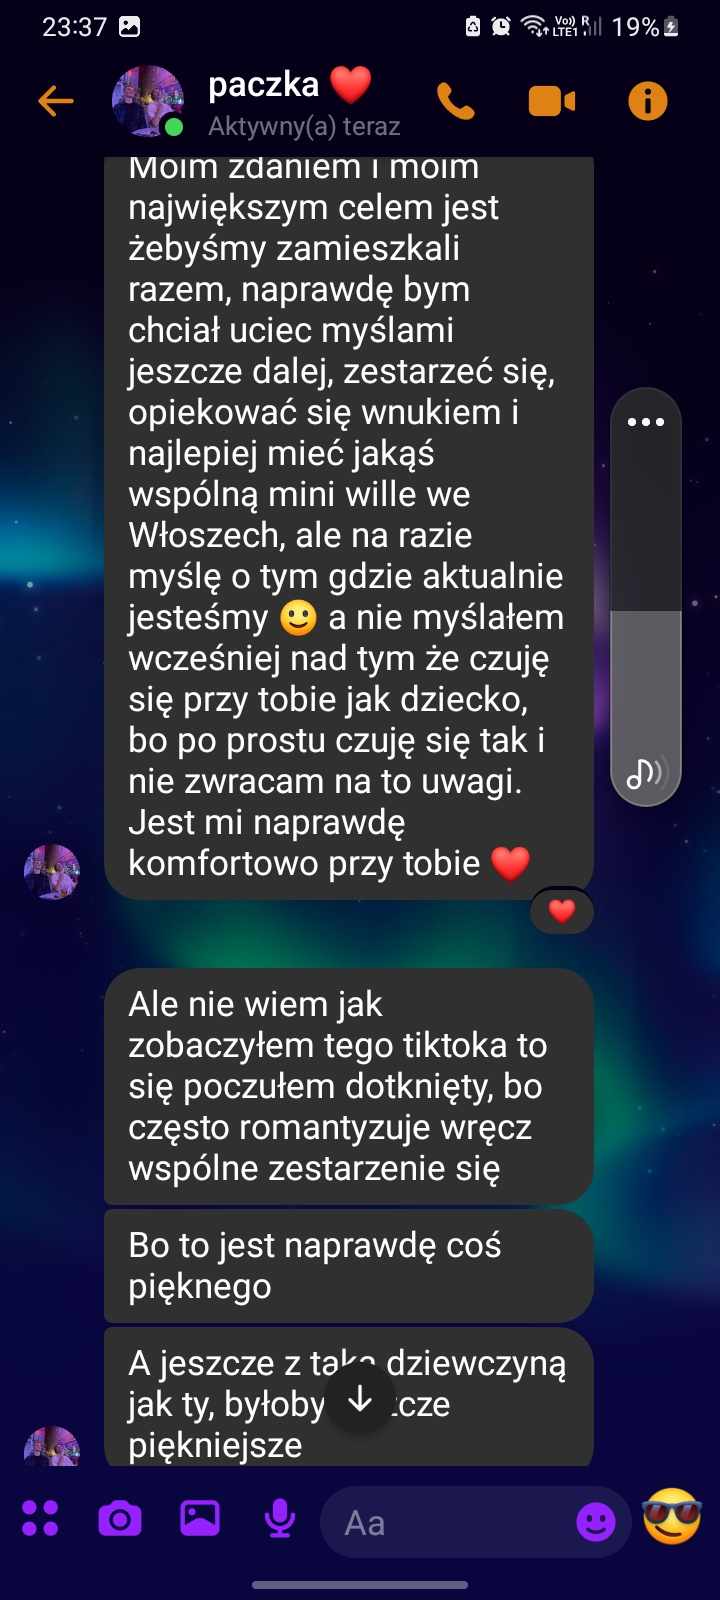 23:37
Vo)) R
LTE1
19%
paczka ❤️
Aktywny(a) teraz
Moim zdaniem i moim
największym celem jest
żebyśmy zamieszkali
razem, naprawdę bym
chciał uciec myślami
jeszcze dalej, zestarzeć się,
opiekować się wnukiem i
najlepiej mieć jakąś
wspólną mini wille we
Włoszech, ale na razie
myślę o tym gdzie aktualnie
jesteśmy 🙂 a nie myślałem
wcześniej nad tym że czuję
się przy tobie jak dziecko,
bo po prostu czuję się tak i
nie zwracam na to uwagi.
Jest mi naprawdę
komfortowo przy tobie ❤️
Ale nie wiem jak
zobaczyłem tego tiktoka to
się poczułem dotknięty, bo
często romantyzuje wręcz
wspólne zestarzenie się
Bo to jest naprawdę coś
pięknego
A jeszcze z taką dziewczyną
jak ty, byłoby
piękniejsze
Aa